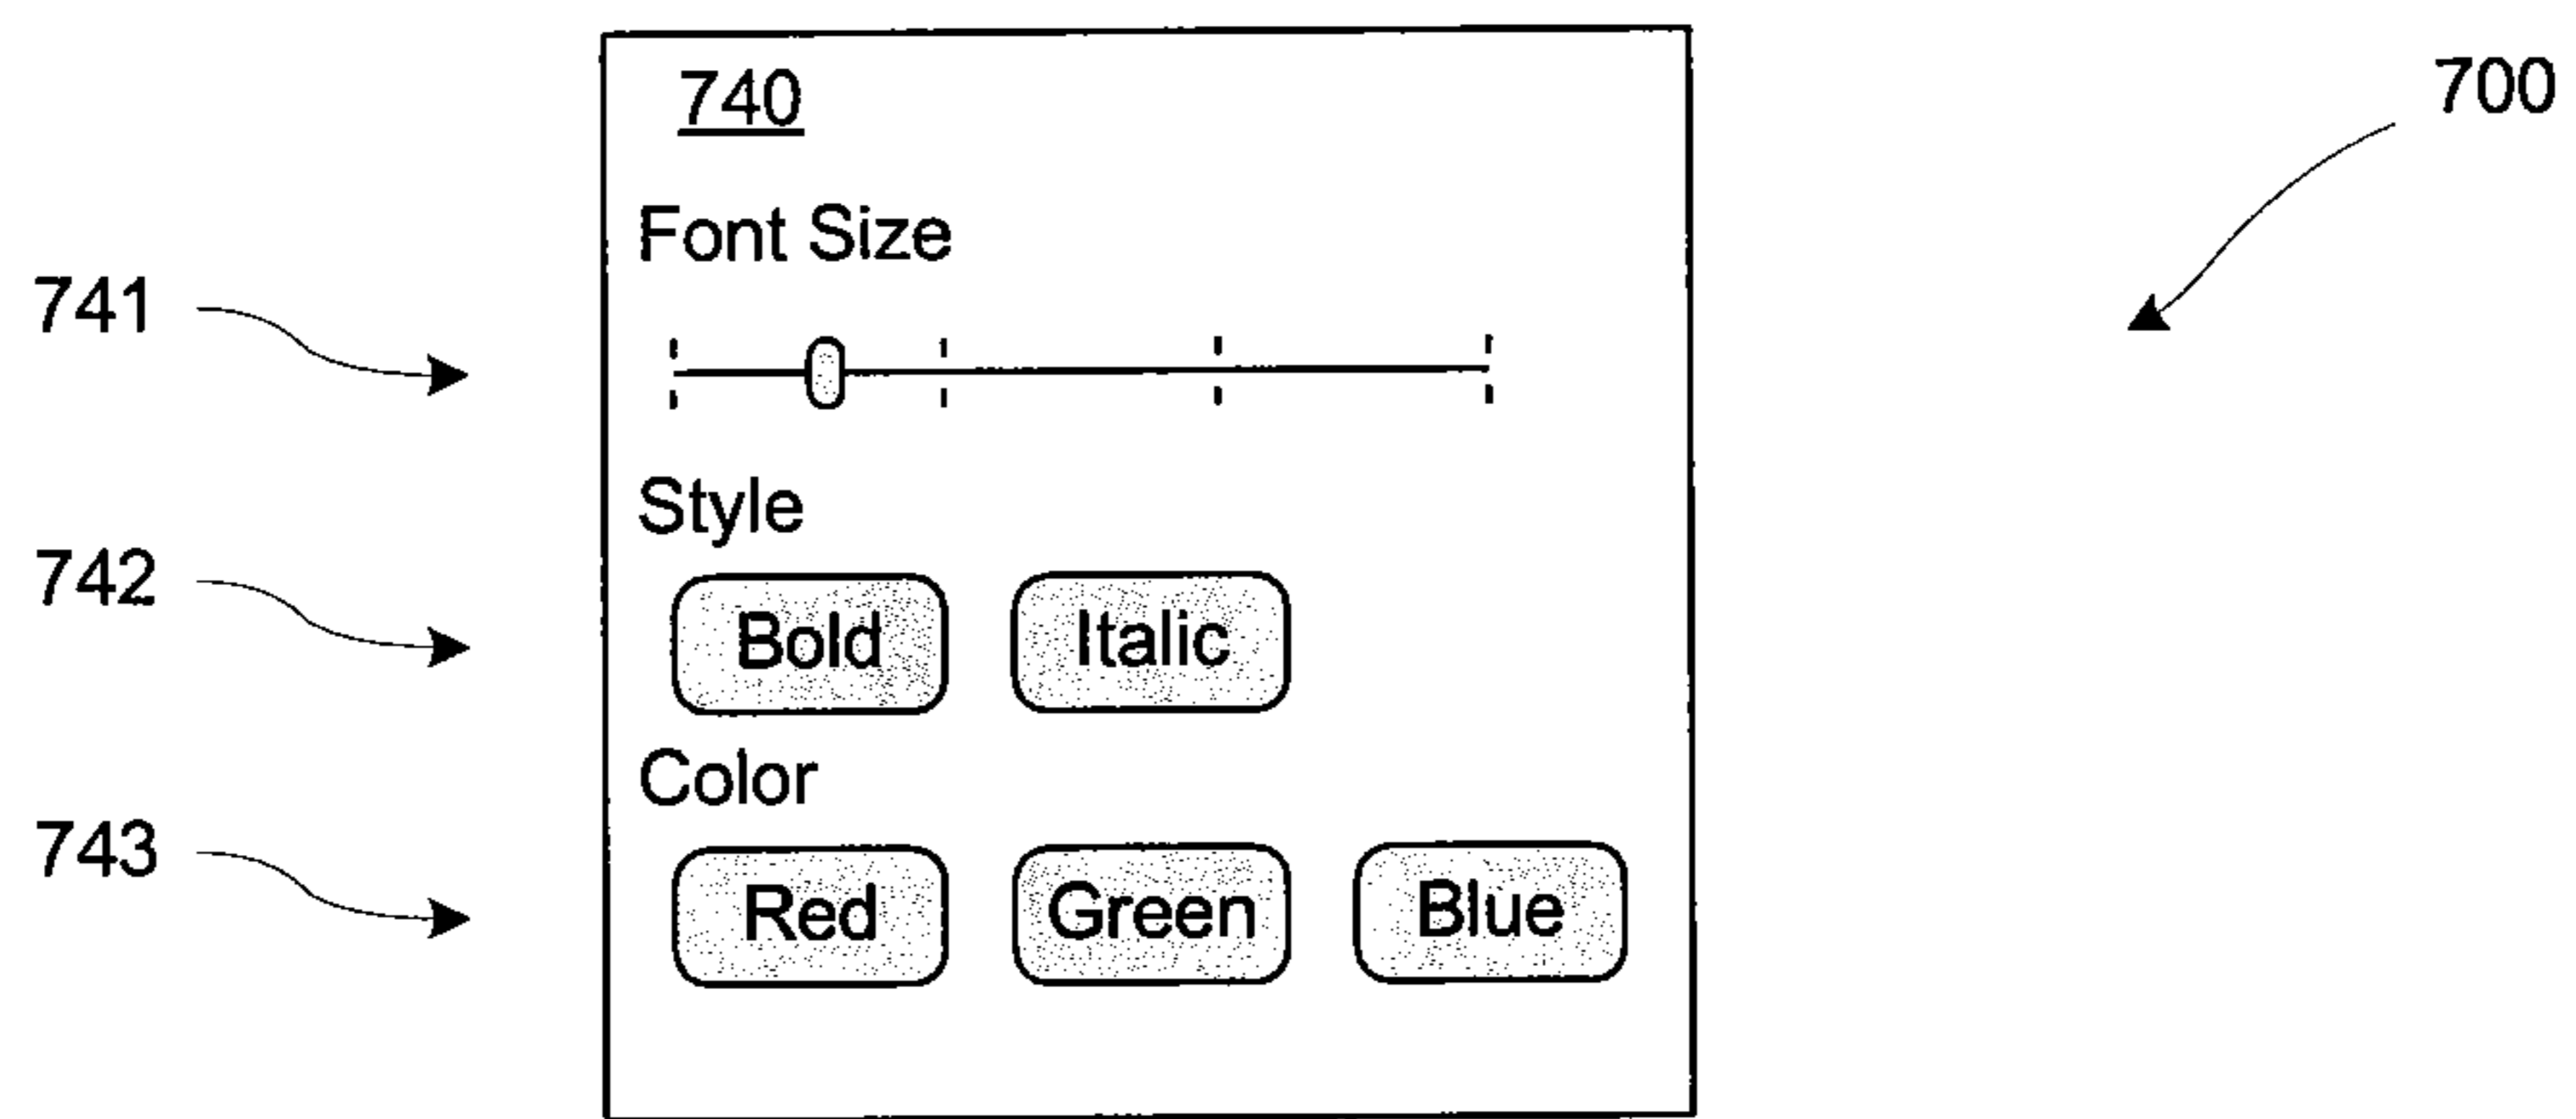 740
700
Font Size
741
Style
742
Bold Italic
Color
743
Red Green Blue